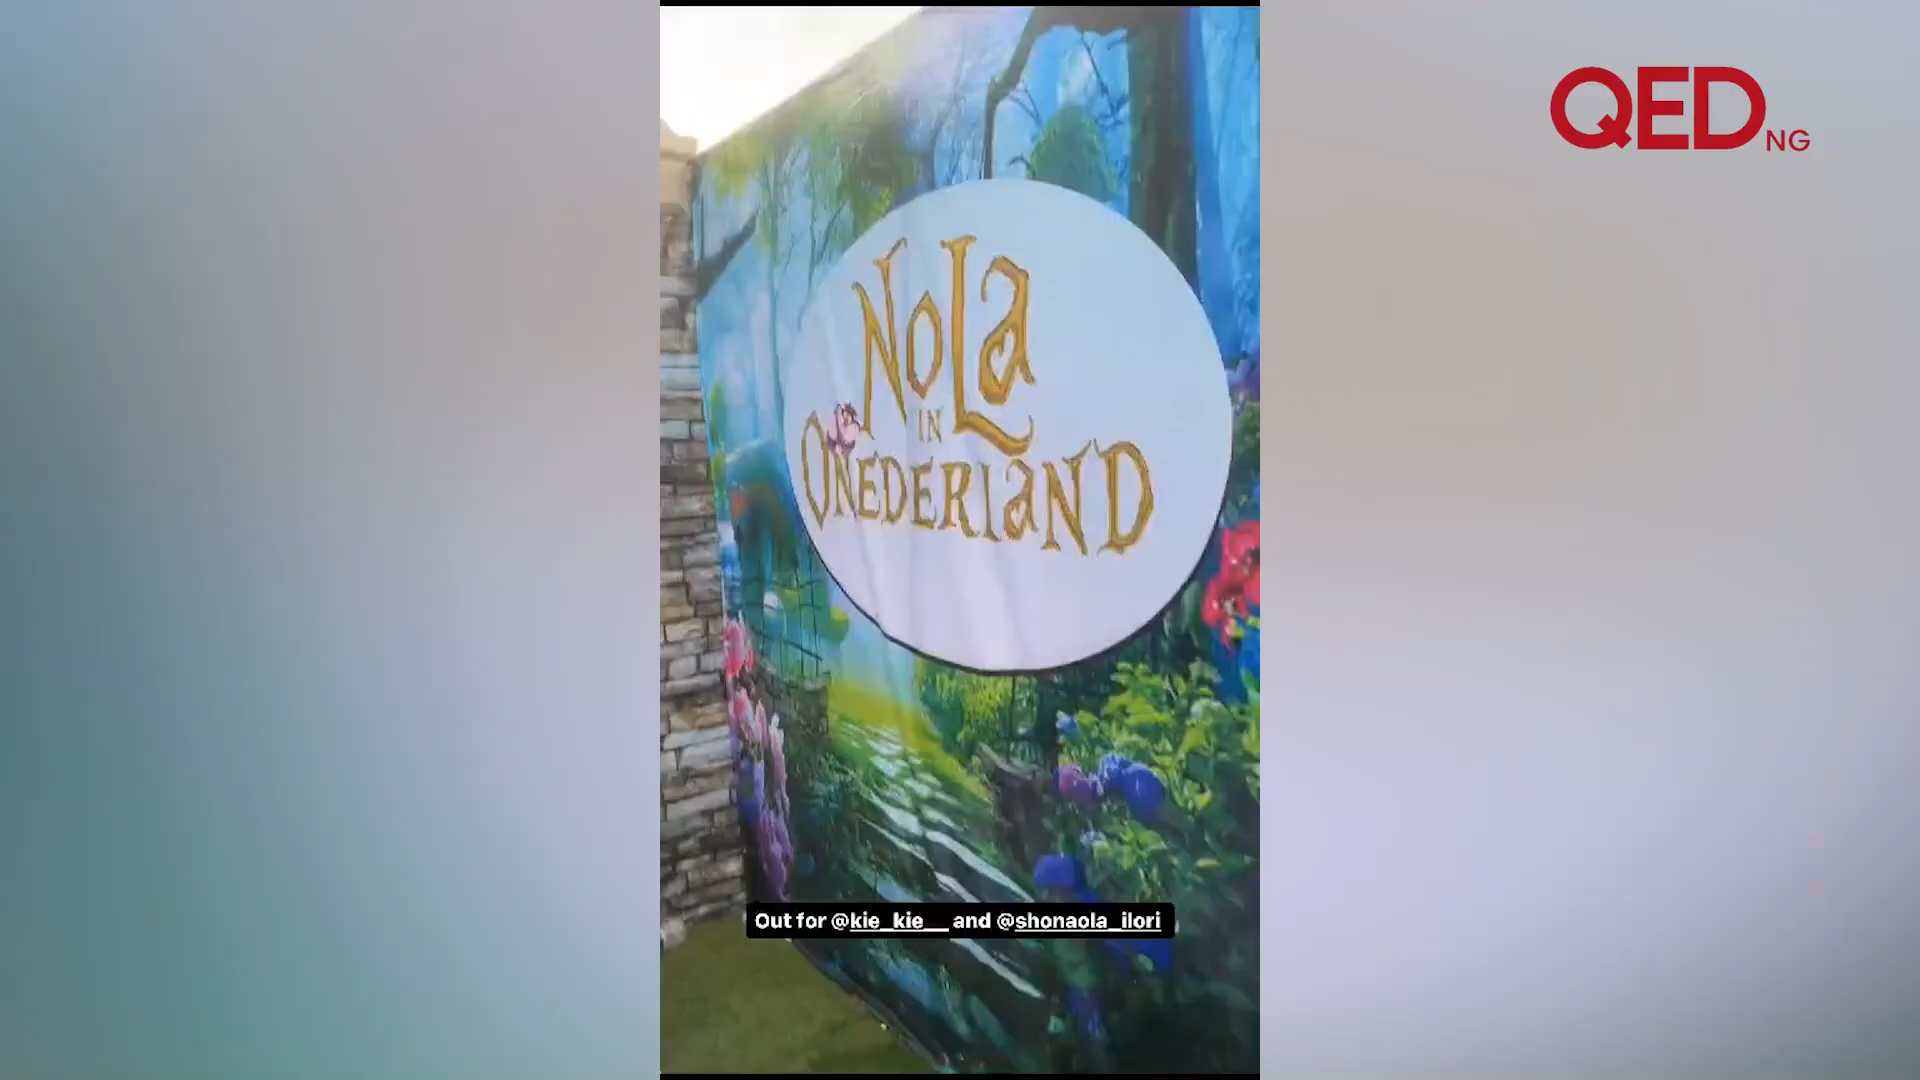 QED
NG
NoLa
IN
ONEDERLaND
Out for @kie_kie__ and @shonaola_ilori